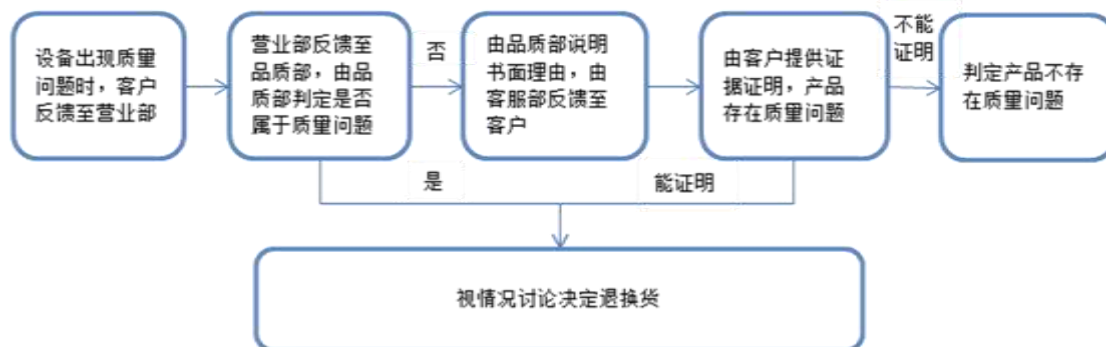 设备出现质量
问题时，客户
反馈至营业部
营业部反馈至
品质部，由品
质部判定是否
属于质量问题
否
由品质部说明
书面理由，由
客服部反馈至
客户
由客户提供证
据证明，产品
存在质量问题
不能
证明
判定产品不存
在质量问题
是
能证明
视情况讨论决定退换货